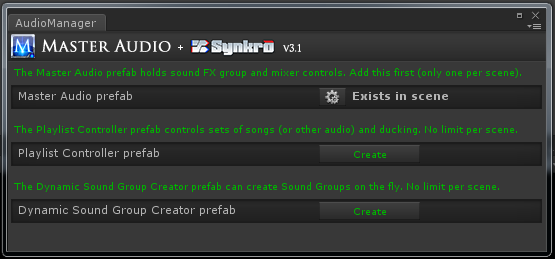 AudioManager
MASTER AUDIO + Synkro v3.1
The Master Audio prefab holds sound FX group and mixer controls. Add this first (only one per scene).
Master Audio prefab Exists in scene
The Playlist Controller prefab controls sets of songs (or other audio) and ducking. No limit per scene.
Playlist Controller prefab Create
The Dynamic Sound Group Creator prefab can create Sound Groups on the fly. No limit per scene.
Dynamic Sound Group Creator prefab Create